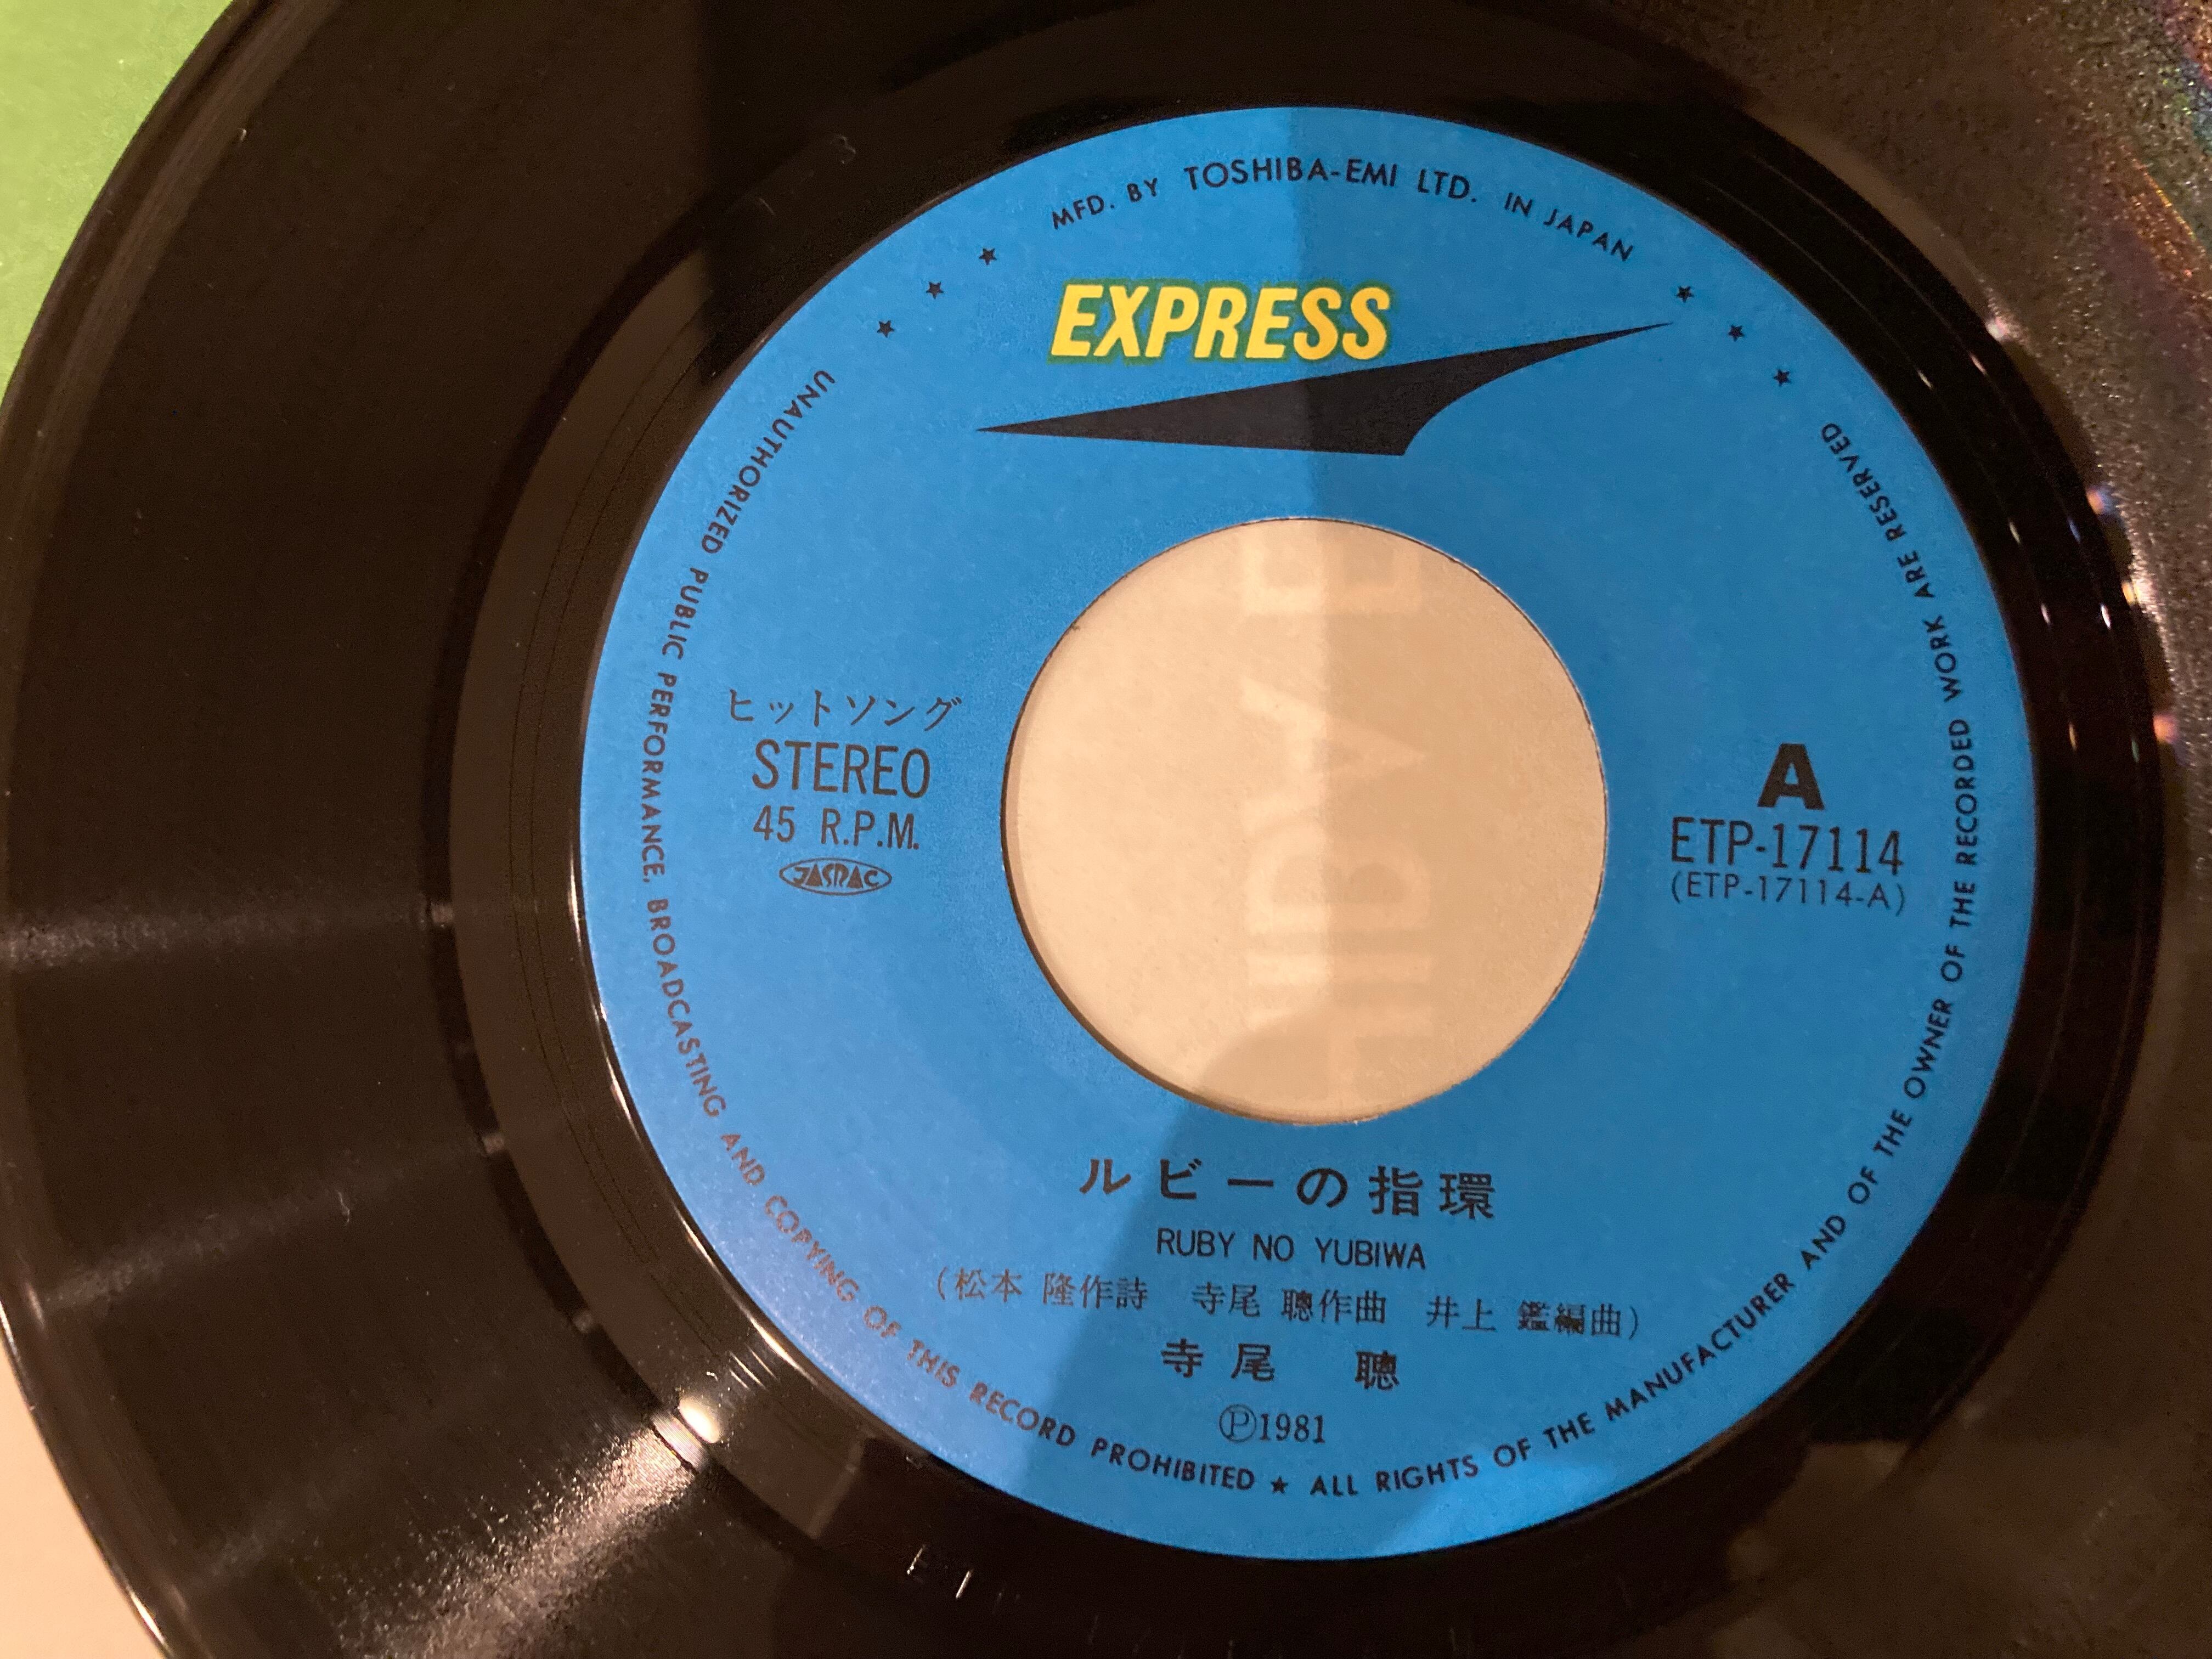 MFD. BY TOSHIBA-EMI LTD. IN JAPAN
EXPRESS
ヒットソング
STEREO
45 R.P.M.
JASRAC
A
ETP-17114
(ETP-17114-A)
ルビーの指環
RUBY NO YUBIWA
(松本 隆作詩 寺尾 聰作曲 井上 鑑編曲)
寺尾 聰
Ⓟ1981
UNAUTHORIZED PUBLIC PERFORMANCE, BROADCASTING AND COPYING OF THIS RECORD PROHIBITED ★ ALL RIGHTS OF THE MANUFACTURER AND OF THE OWNER OF THE RECORDED WORK ARE RESERVED